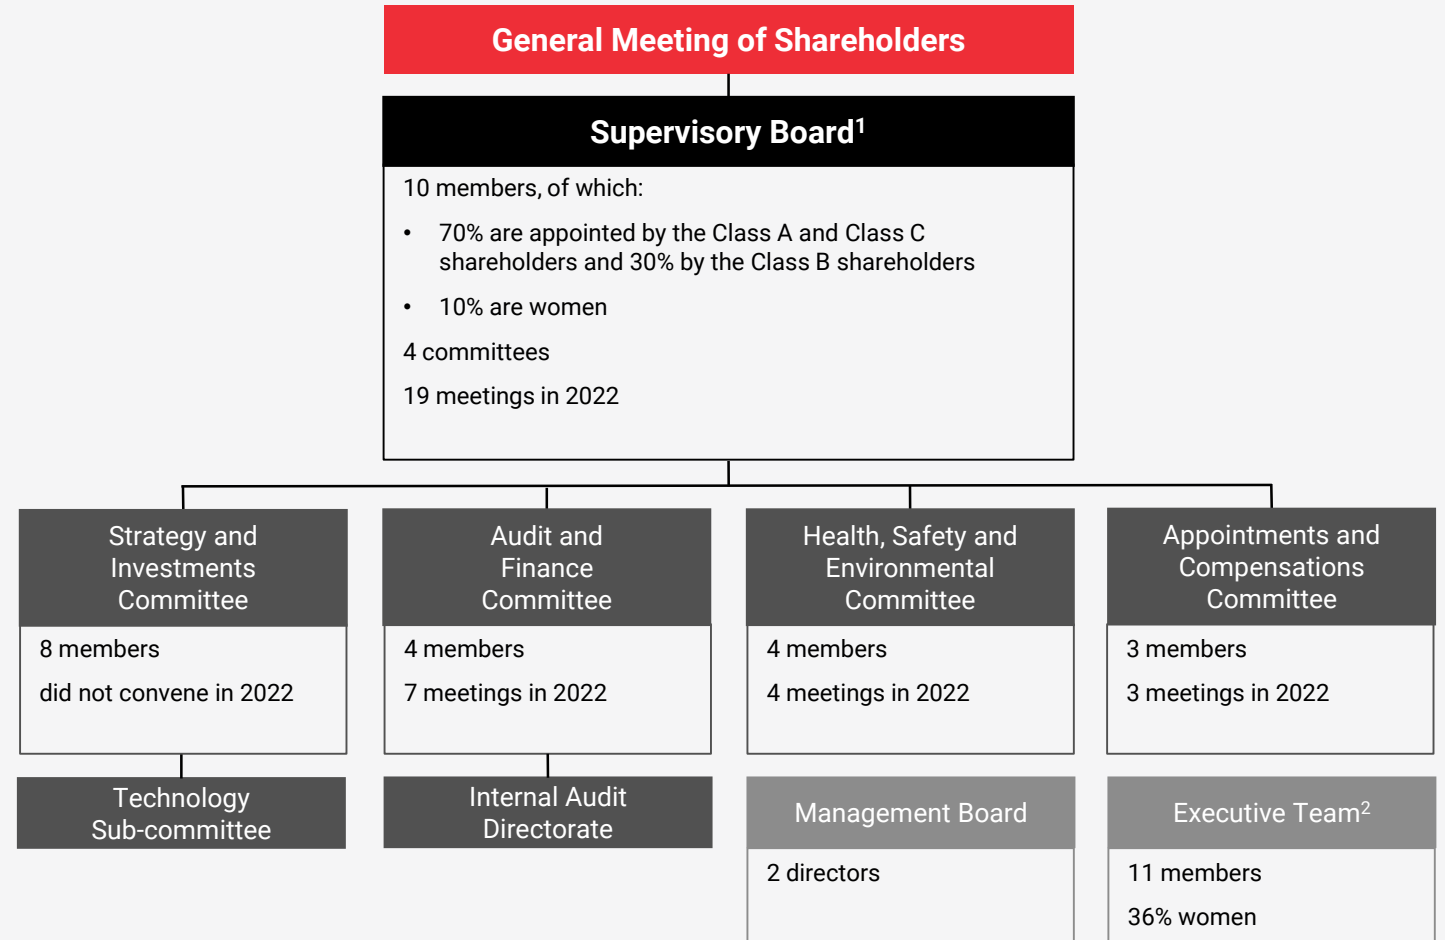 General Meeting of Shareholders
Supervisory Board¹
10 members, of which:
• 70% are appointed by the Class A and Class C
shareholders and 30% by the Class B shareholders
• 10% are women
4 committees
19 meetings in 2022
Strategy and
Investments
Committee
8 members
did not convene in 2022
Audit and
Finance
Committee
4 members
7 meetings in 2022
Health, Safety and
Environmental
Committee
4 members
4 meetings in 2022
Appointments and
Compensations
Committee
3 members
3 meetings in 2022
Technology
Sub-committee
Internal Audit
Directorate
Management Board
2 directors
Executive Team²
11 members
36% women